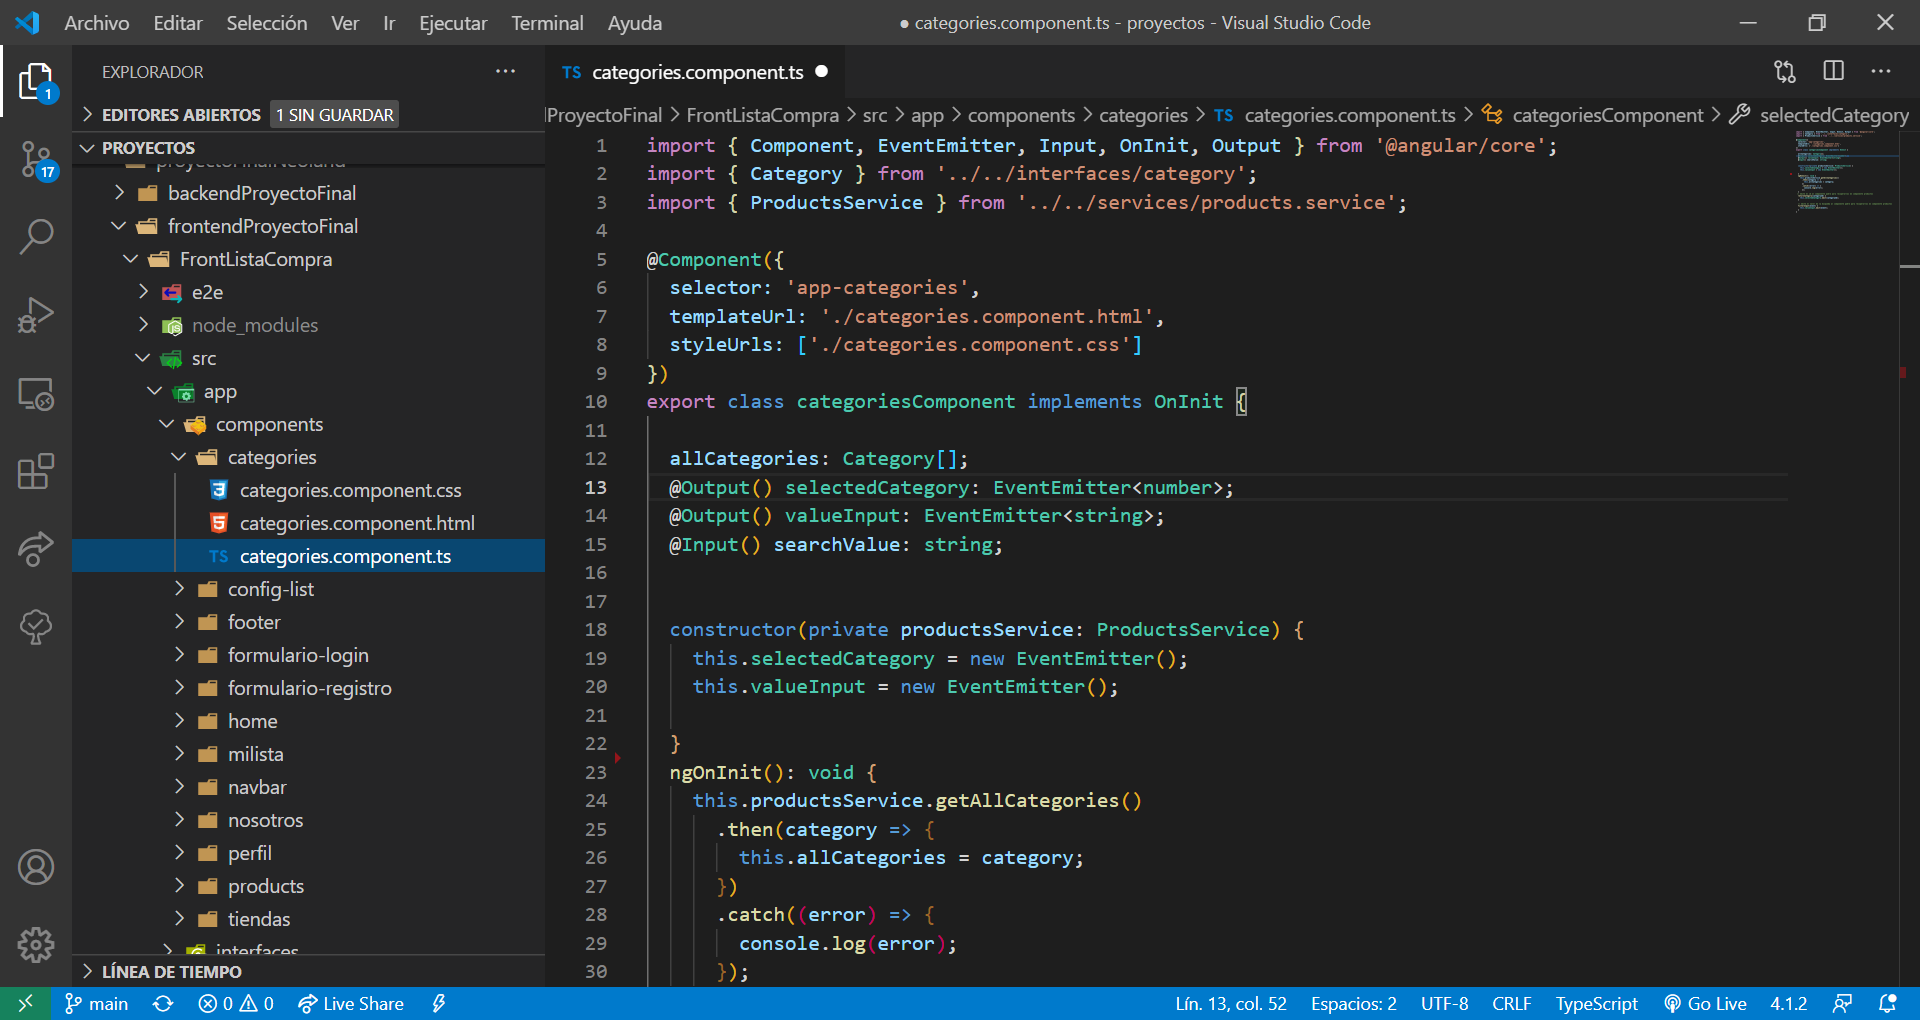 Archivo Editar Selección Ver Ir Ejecutar Terminal Ayuda
● categories.component.ts - proyectos - Visual Studio Code
1
17
EXPLORADOR
EDITORES ABIERTOS 1 SIN GUARDAR
PROYECTOS
proyectoFinalNeoland
backendProyectoFinal
frontendProyectoFinal
FrontListaCompra
e2e
node_modules
src
app
components
categories
categories.component.css
categories.component.html
TS categories.component.ts
config-list
footer
formulario-login
formulario-registro
home
milista
navbar
nosotros
perfil
products
tiendas
interfaces
LÍNEA DE TIEMPO
TS categories.component.ts
ProyectoFinal > FrontListaCompra > src > app > components > categories > TS categories.component.ts > categoriesComponent > selectedCategory
1 import { Component, EventEmitter, Input, OnInit, Output } from '@angular/core';
2 import { Category } from '../../interfaces/category';
3 import { ProductsService } from '../../services/products.service';
4
5 @Component({
6 selector: 'app-categories',
7 templateUrl: './categories.component.html',
8 styleUrls: ['./categories.component.css']
9 })
10 export class categoriesComponent implements OnInit {
11
12 allCategories: Category[];
13 @Output() selectedCategory: EventEmitter<number>;
14 @Output() valueInput: EventEmitter<string>;
15 @Input() searchValue: string;
16
17
18 constructor(private productsService: ProductsService) {
19 this.selectedCategory = new EventEmitter();
20 this.valueInput = new EventEmitter();
21
22 }
23 ngOnInit(): void {
24 this.productsService.getAllCategories()
25 .then(category => {
26 this.allCategories = category;
27 })
28 .catch((error) => {
29 console.log(error);
30 });
main 0 0 Live Share Lín. 13, col. 52 Espacios: 2 UTF-8 CRLF TypeScript Go Live 4.1.2